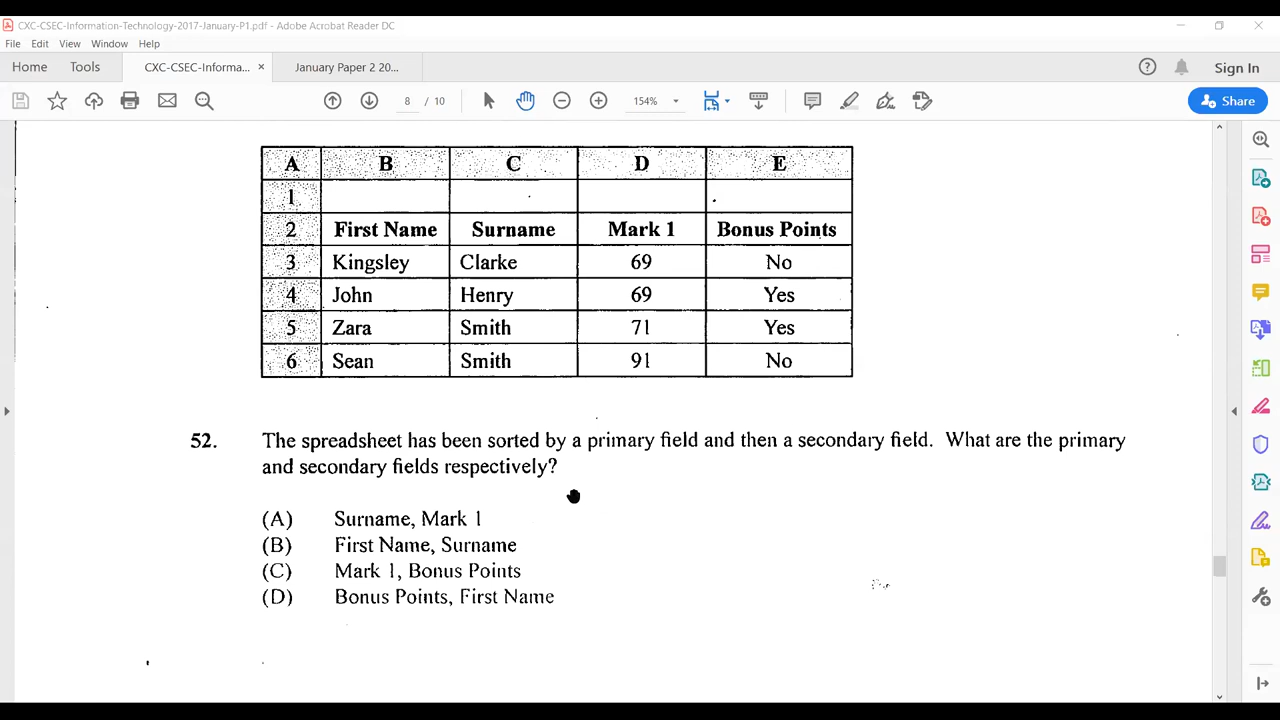 CXC-CSEC-Information-Technology-2017-January-P1.pdf - Adobe Acrobat Reader DC
File Edit View Window Help
Home Tools CXC-CSEC-Informa... × January Paper 2 20... Sign In
8 / 10 154% Share
A B C D E
1
2 First Name Surname Mark 1 Bonus Points
3 Kingsley Clarke 69 No
4 John Henry 69 Yes
5 Zara Smith 71 Yes
6 Sean Smith 91 No
52. The spreadsheet has been sorted by a primary field and then a secondary field. What are the primary
and secondary fields respectively?
(A) Surname, Mark 1
(B) First Name, Surname
(C) Mark 1, Bonus Points
(D) Bonus Points, First Name